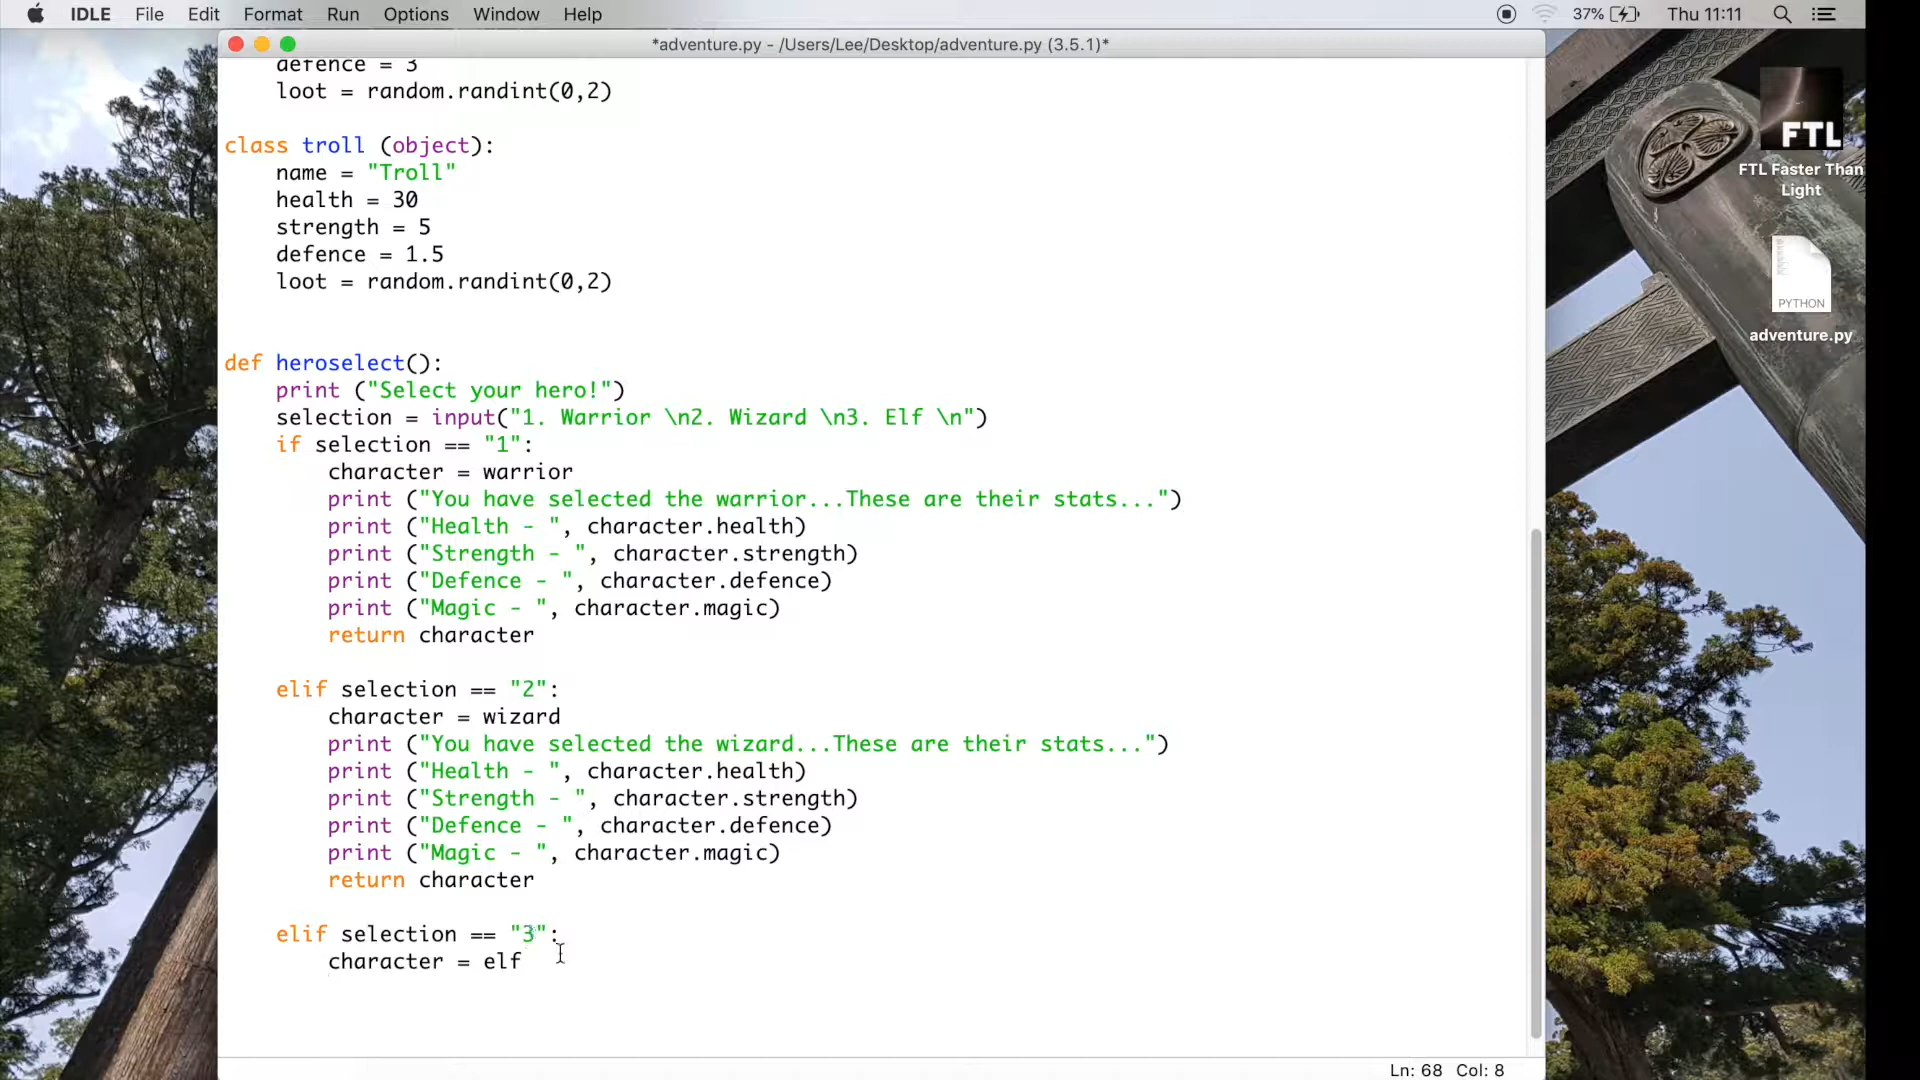 IDLE File Edit Format Run Options Window Help 37% Thu 11:11
*adventure.py - /Users/Lee/Desktop/adventure.py (3.5.1)*
    defence = 3
    loot = random.randint(0,2)

class troll (object):
    name = "Troll"
    health = 30
    strength = 5
    defence = 1.5
    loot = random.randint(0,2)

def heroselect():
    print ("Select your hero!")
    selection = input("1. Warrior \n2. Wizard \n3. Elf \n")
    if selection == "1":
        character = warrior
        print ("You have selected the warrior...These are their stats...")
        print ("Health - ", character.health)
        print ("Strength - ", character.strength)
        print ("Defence - ", character.defence)
        print ("Magic - ", character.magic)
        return character

    elif selection == "2":
        character = wizard
        print ("You have selected the wizard...These are their stats...")
        print ("Health - ", character.health)
        print ("Strength - ", character.strength)
        print ("Defence - ", character.defence)
        print ("Magic - ", character.magic)
        return character

    elif selection == "3":
        character = elf
Ln: 68 Col: 8
FTL
FTL Faster Than
Light
PYTHON
adventure.py